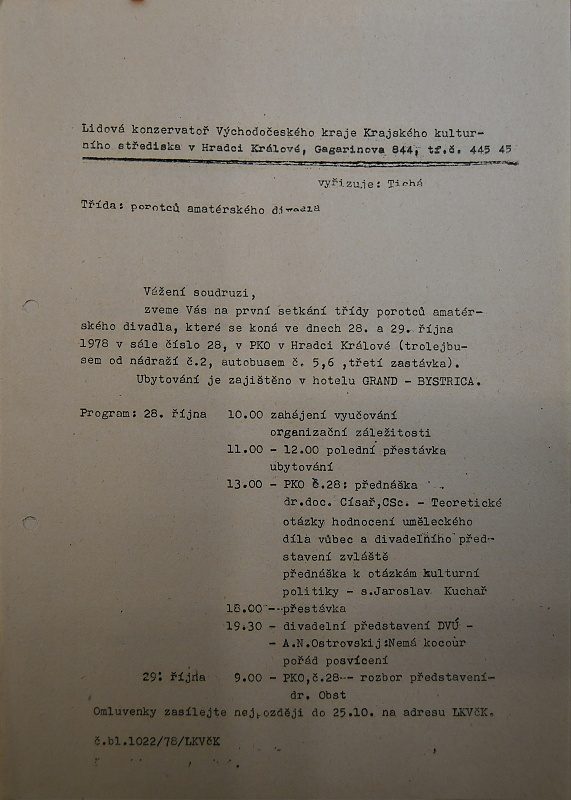 Lidová konzervatoř Východočeského kraje Krajského kultur-
ního střediska v Hradci Králové, Gagarinova 844, tf.č. 445 45
vyřizuje: Tichá
Třída: porotců amatérského divadla
Vážení soudruzi,
zveme Vás na první setkání třídy porotců amatér-
ského divadla, které se koná ve dnech 28. a 29. října
1978 v sále číslo 28, v PKO v Hradci Králové (trolejbu-
sem od nádraží č.2, autobusem č. 5,6 ,třetí zastávka).
Ubytování je zajištěno v hotelu GRAND - BYSTRICA.
Program: 28. října 10.00 zahájení vyučování
organizační záležitosti
11.00 - 12.00 polední přestávka
ubytování
13.00 - PKO č.28: přednáška
dr.doc. Císař,CSc. - Teoretické
otázky hodnocení uměleckého
díla vůbec a divadelního před-
stavení zvláště
přednáška k otázkám kulturní
politiky - s.Jaroslav Kuchař
18.00 - přestávka
19.30 - divadelní představení DVÚ -
- A.N.Ostrovskij:Nemá kocour
pořád posvícení
29. října 9.00 - PKO,č.28 - rozbor představení-
dr. Obst
Omluvenky zasílejte nejpozději do 25.10. na adresu LKVčK.
č.bl.1022/78/LKVčK